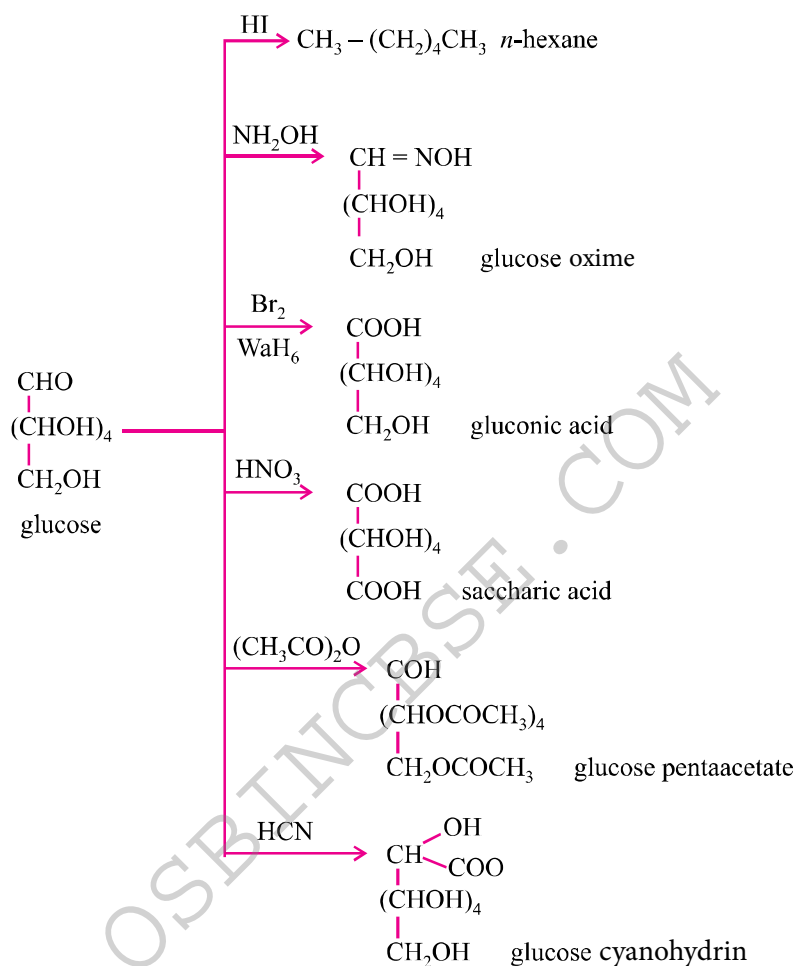 HI
CH₃ – (CH₂)₄CH₃ n-hexane
NH₂OH
CH = NOH
(CHOH)₄
CH₂OH glucose oxime
Br₂
WaH₆
COOH
(CHOH)₄
CH₂OH gluconic acid
CHO
(CHOH)₄
CH₂OH
glucose
HNO₃
COOH
(CHOH)₄
COOH saccharic acid
(CH₃CO)₂O
COH
(CHOCOCH₃)₄
CH₂OCOCH₃ glucose pentaacetate
HCN
OH
CH
COO
(CHOH)₄
CH₂OH glucose cyanohydrin
OSBINCBSE.COM